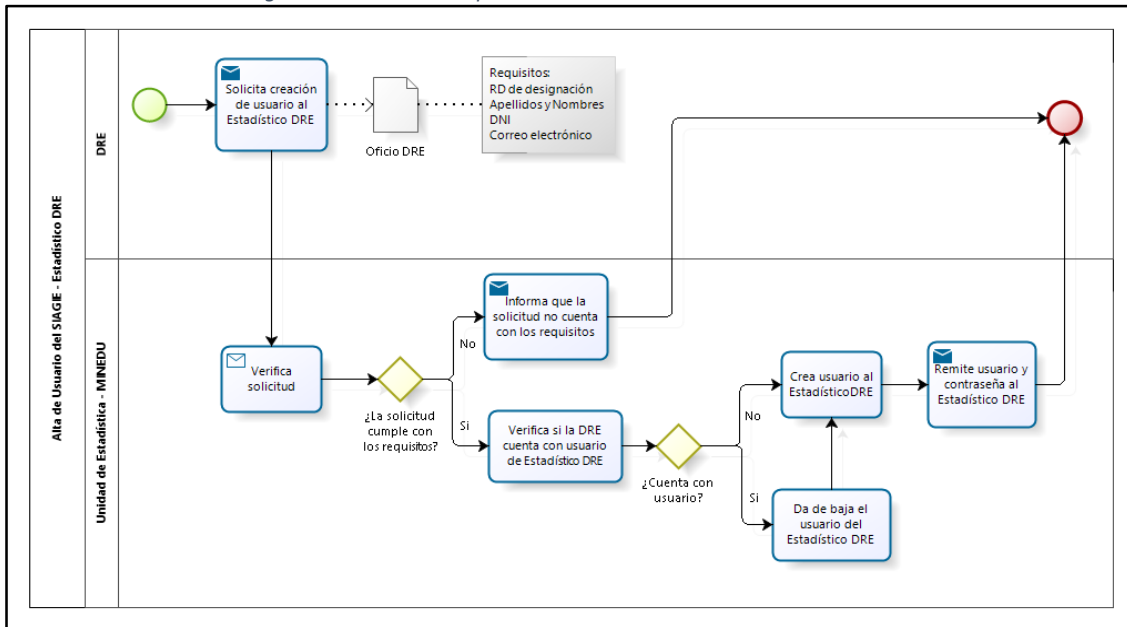 Alta de Usuario del SIAGIE - Estadístico DRE
DRE
Solicita creación
de usuario al
Estadístico DRE
Oficio DRE
Requisitos:
RD de designación
Apellidos y Nombres
DNI
Correo electrónico
Unidad de Estadística - MINEDU
Verifica
solicitud
¿La solicitud
cumple con
los requisitos?
No
Informa que la
solicitud no cuenta
con los requisitos
Si
Verifica si la DRE
cuenta con usuario
de Estadístico DRE
¿Cuenta con
usuario?
No
Crea usuario al
EstadísticoDRE
Si
Da de baja el
usuario del
Estadístico DRE
Remite usuario y
contraseña al
Estadístico DRE